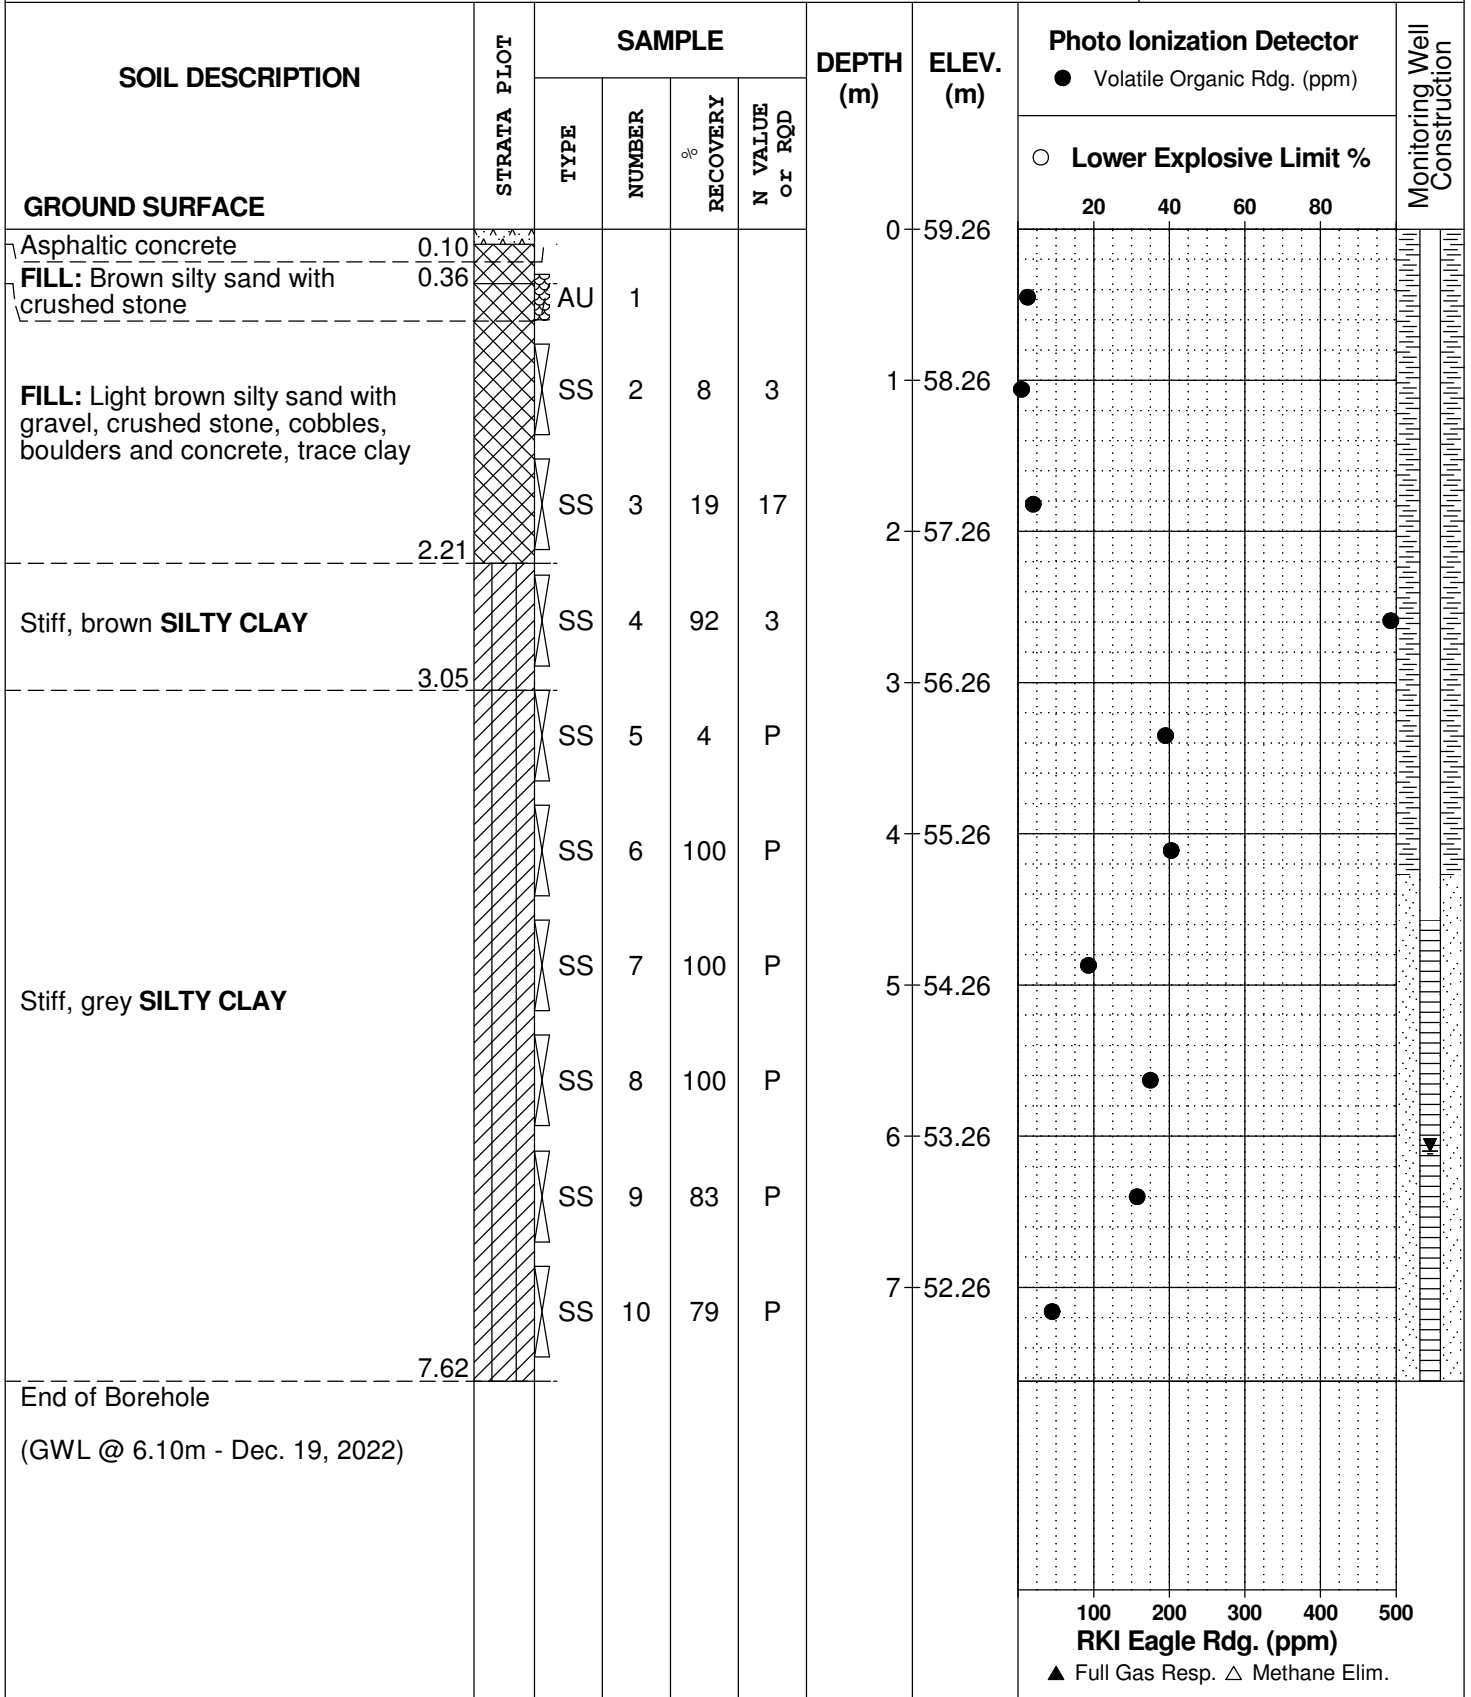 SOIL DESCRIPTION
GROUND SURFACE
STRATA PLOT
SAMPLE
TYPE
NUMBER
%
RECOVERY
N VALUE
or RQD
DEPTH
(m)
ELEV.
(m)
Photo Ionization Detector
● Volatile Organic Rdg. (ppm)
○ Lower Explosive Limit %
20 40 60 80
Monitoring Well
Construction
0 59.26
Asphaltic concrete 0.10
FILL: Brown silty sand with 0.36
crushed stone
AU 1
FILL: Light brown silty sand with
gravel, crushed stone, cobbles,
boulders and concrete, trace clay
SS 2 8 3
1 58.26
SS 3 19 17
2 57.26
2.21
Stiff, brown SILTY CLAY
SS 4 92 3
3.05
3 56.26
SS 5 4 P
4 55.26
SS 6 100 P
SS 7 100 P
5 54.26
Stiff, grey SILTY CLAY
SS 8 100 P
6 53.26
SS 9 83 P
7 52.26
SS 10 79 P
7.62
End of Borehole
(GWL @ 6.10m - Dec. 19, 2022)
100 200 300 400 500
RKI Eagle Rdg. (ppm)
▲ Full Gas Resp. △ Methane Elim.